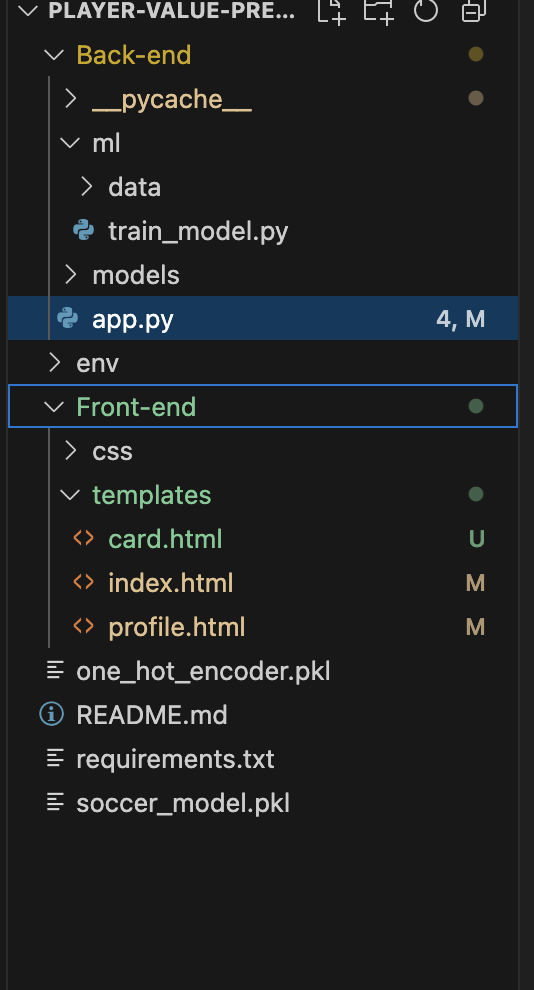 PLAYER-VALUE-PRE...
Back-end
__pycache__
ml
data
train_model.py
models
app.py 4, M
env
Front-end
css
templates
card.html U
index.html M
profile.html M
one_hot_encoder.pkl
README.md
requirements.txt
soccer_model.pkl